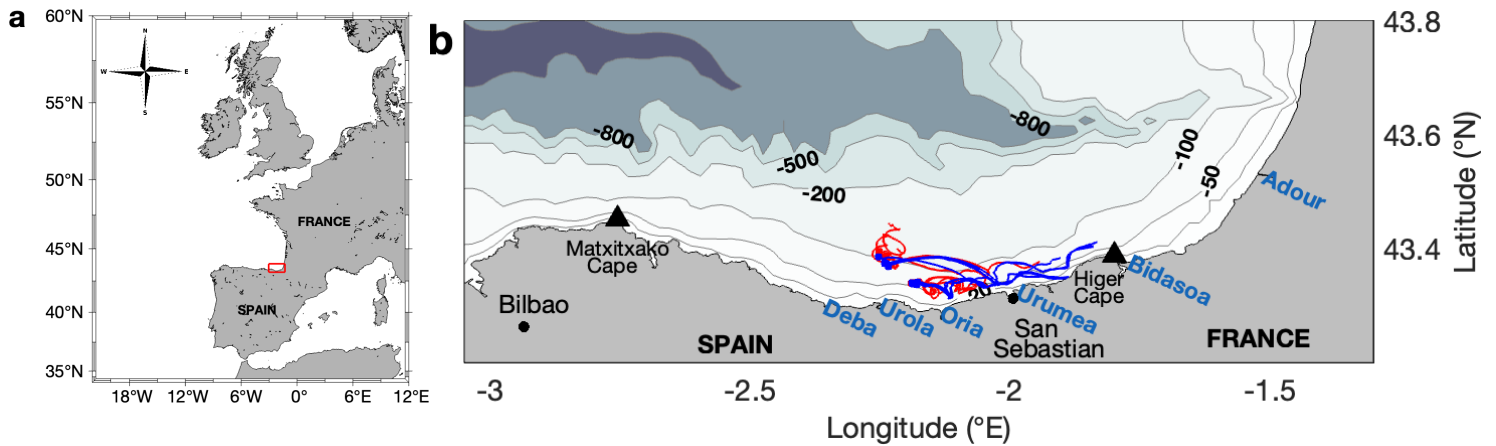 a
60°N
55°N
50°N
45°N
40°N
35°N
18°W
12°W
6°W
0°W
6°E
12°E
N
W
E
S
FRANCE
SPAIN
b
-800
-500
-200
-800
-100
-50
20
Matxitxako
Cape
Bilbao
SPAIN
Deba
Urola
Oria
Urumea
San
Sebastian
Higer
Cape
Bidasoa
Adour
FRANCE
43.8
43.6
43.4
Latitude (°N)
-3
-2.5
-2
-1.5
Longitude (°E)